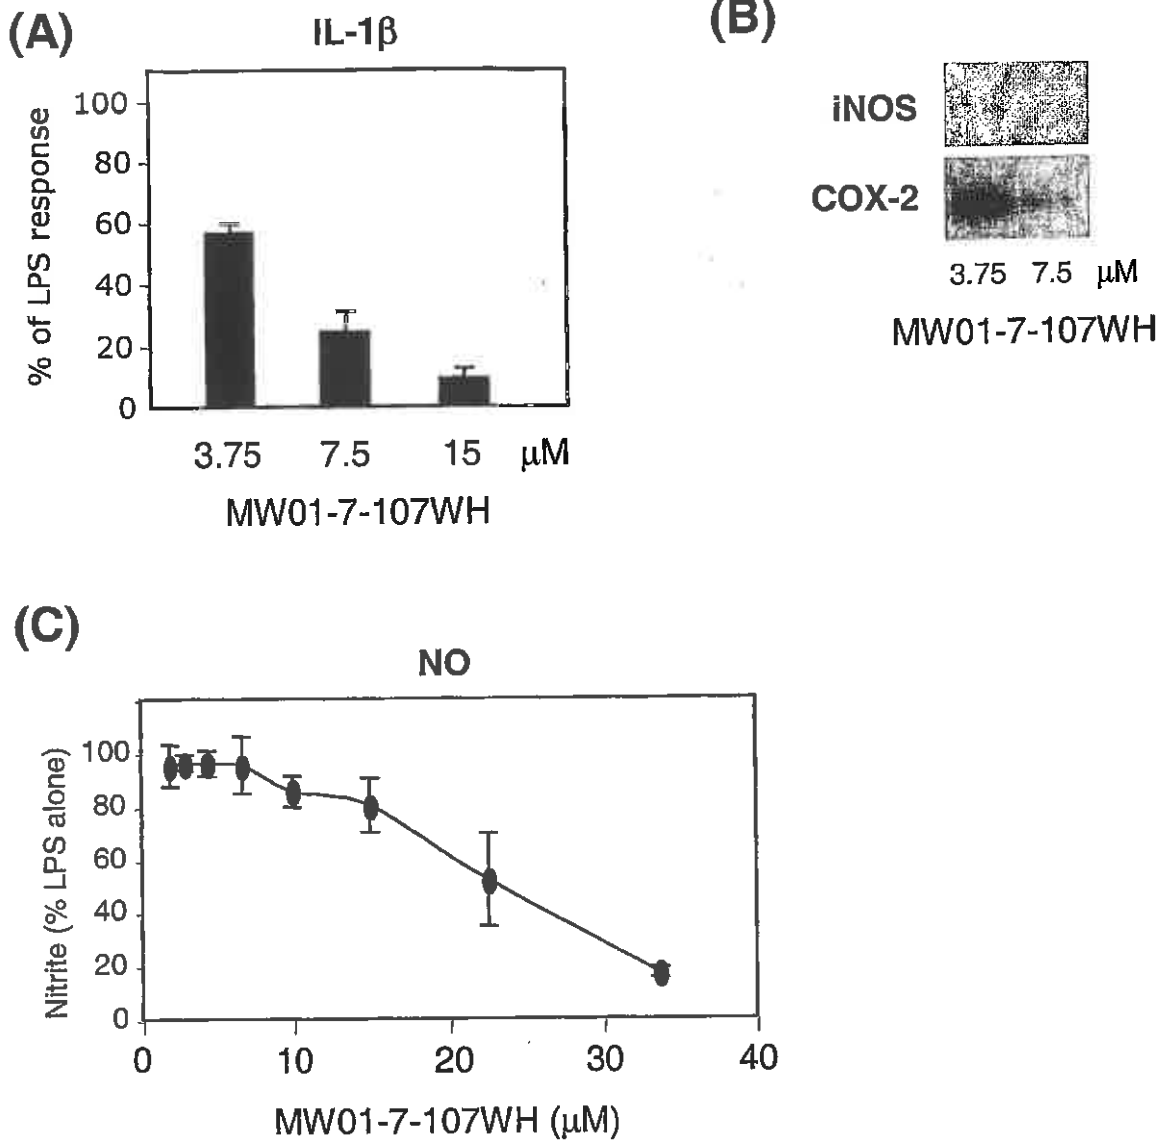 (A)
IL-1β
% of LPS response
100
80
60
40
20
0
3.75 7.5 15 μM
MW01-7-107WH
(B)
iNOS
COX-2
3.75 7.5 μM
MW01-7-107WH
(C)
NO
Nitrite (% LPS alone)
100
80
60
40
20
0
0 10 20 30 40
MW01-7-107WH (μM)